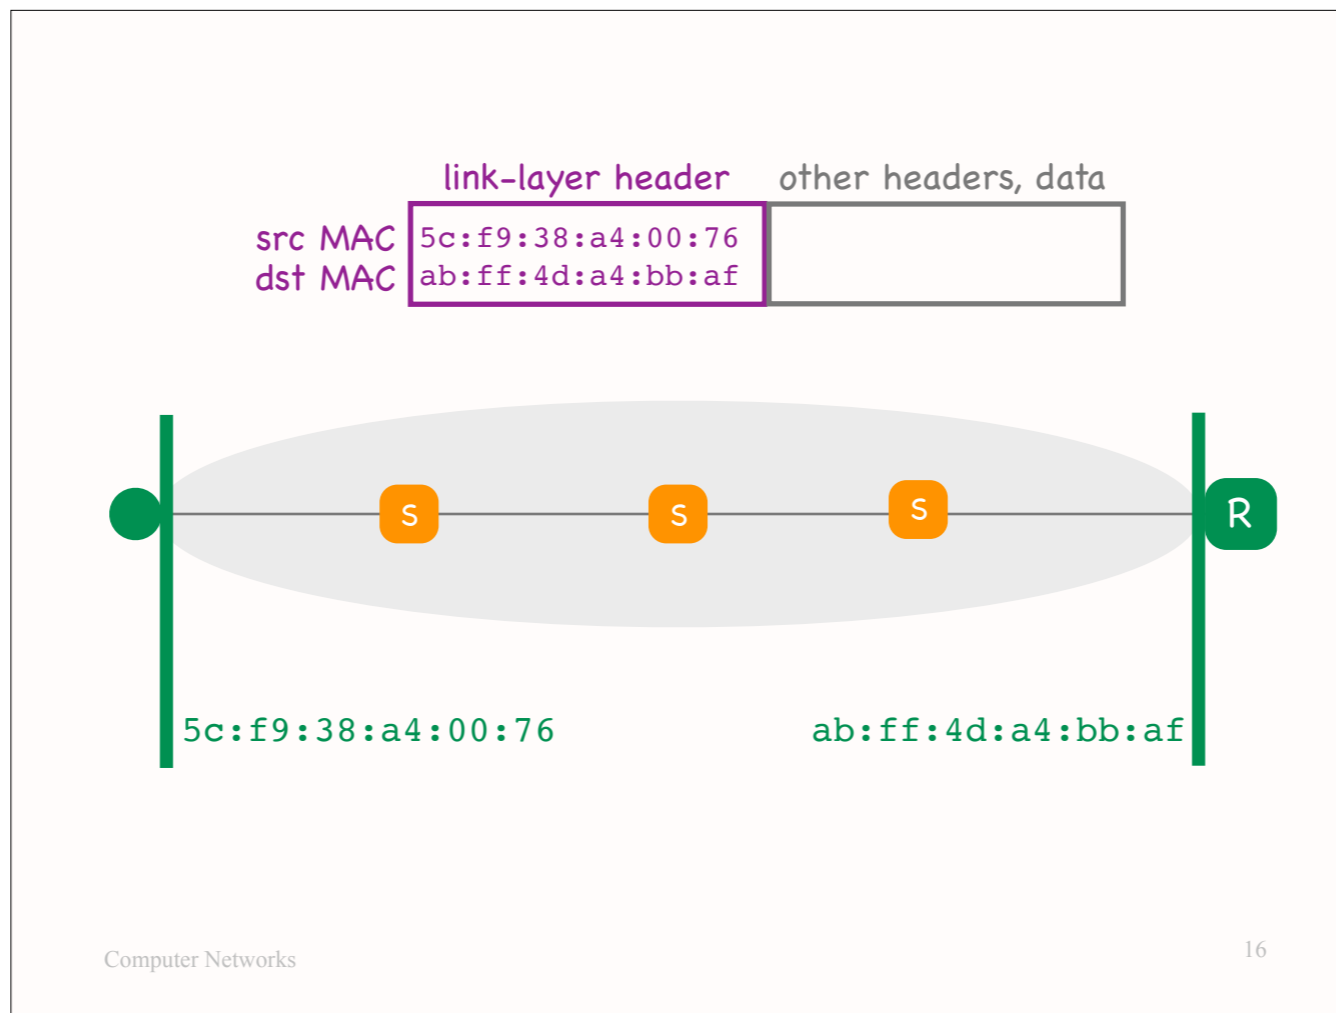 link-layer header other headers, data
src MAC 5c:f9:38:a4:00:76
dst MAC ab:ff:4d:a4:bb:af
S S S R
5c:f9:38:a4:00:76 ab:ff:4d:a4:bb:af
Computer Networks 16